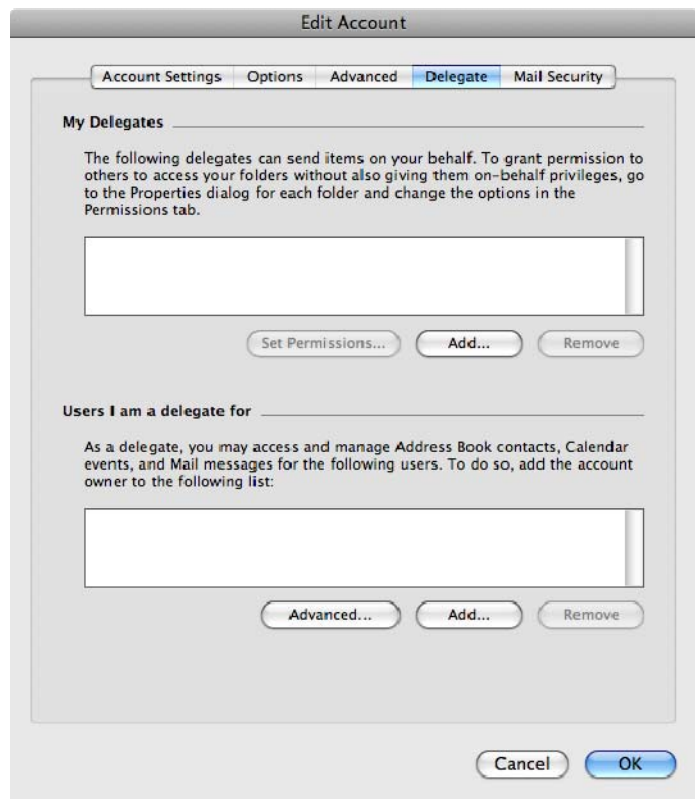 Edit Account
Account Settings Options Advanced Delegate Mail Security
My Delegates
The following delegates can send items on your behalf. To grant permission to
others to access your folders without also giving them on-behalf privileges, go
to the Properties dialog for each folder and change the options in the
Permissions tab.
Set Permissions... Add... Remove
Users I am a delegate for
As a delegate, you may access and manage Address Book contacts, Calendar
events, and Mail messages for the following users. To do so, add the account
owner to the following list:
Advanced... Add... Remove
Cancel OK